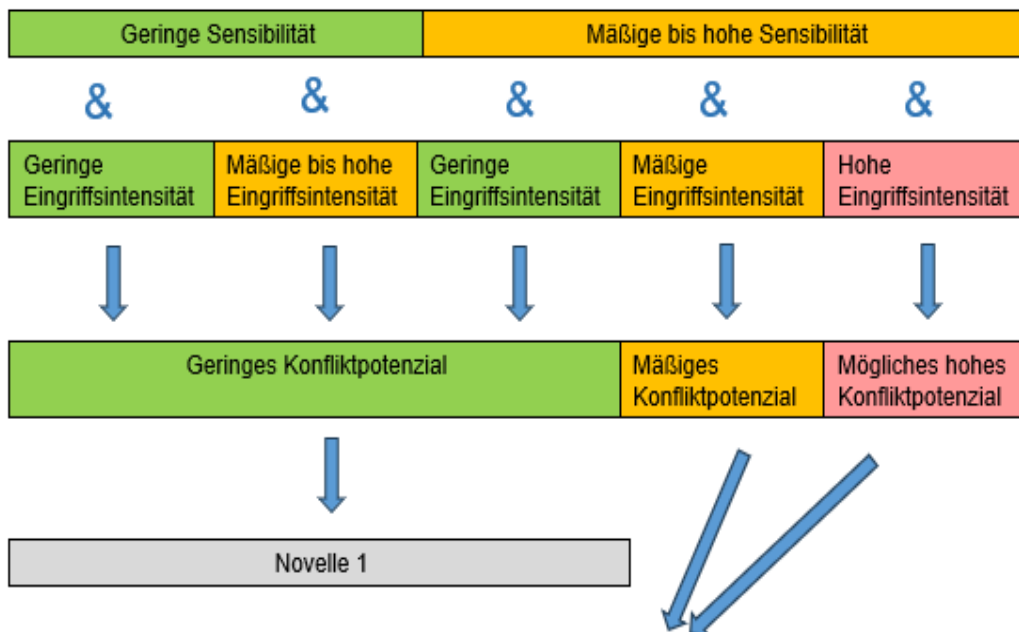 Geringe Sensibilität
Mäßige bis hohe Sensibilität
& & & & &
Geringe
Eingriffsintensität
Mäßige bis hohe
Eingriffsintensität
Geringe
Eingriffsintensität
Mäßige
Eingriffsintensität
Hohe
Eingriffsintensität
Geringes Konfliktpotenzial
Mäßiges
Konfliktpotenzial
Mögliches hohes
Konfliktpotenzial
Novelle 1